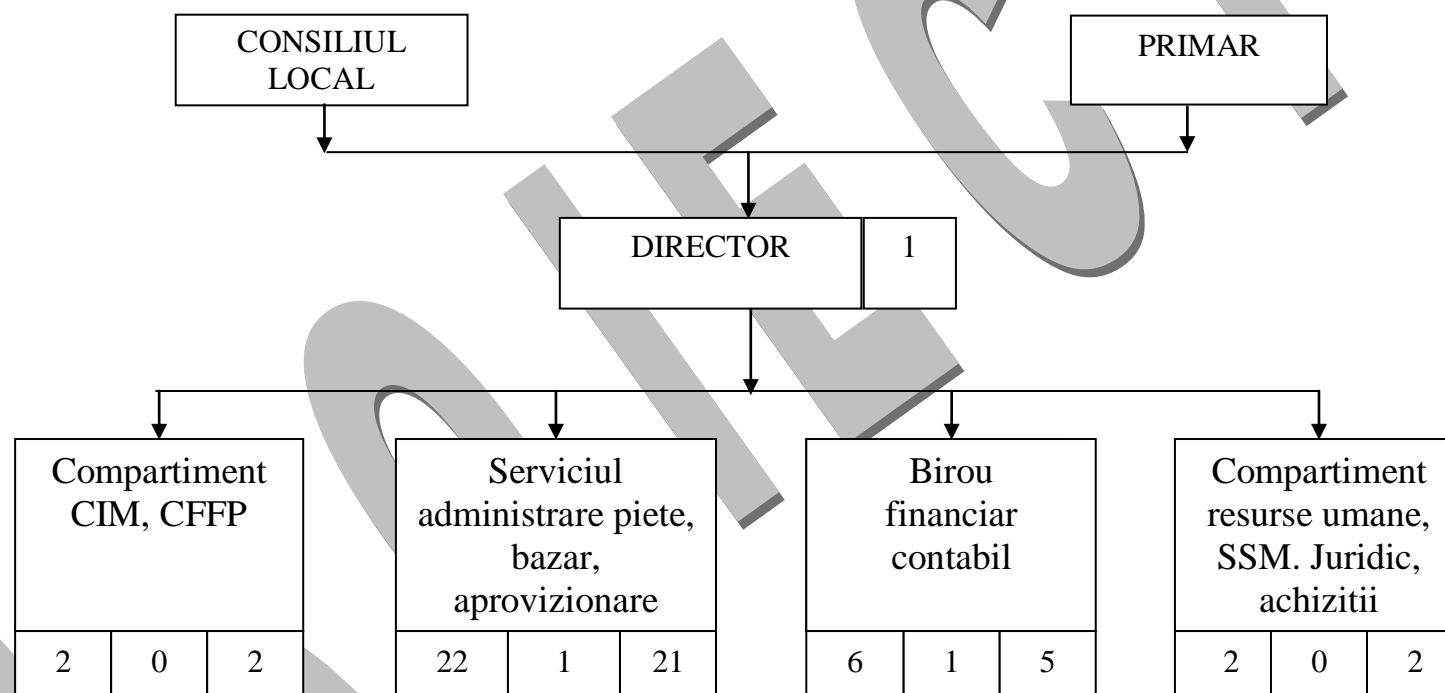 CONSILIUL
LOCAL
PRIMAR
DIRECTOR 1
Compartiment
CIM, CFFP
2 0 2
Serviciul
administrare piete,
bazar,
aprovizionare
22 1 21
Birou
financiar
contabil
6 1 5
Compartiment
resurse umane,
SSM. Juridic,
achizitii
2 0 2